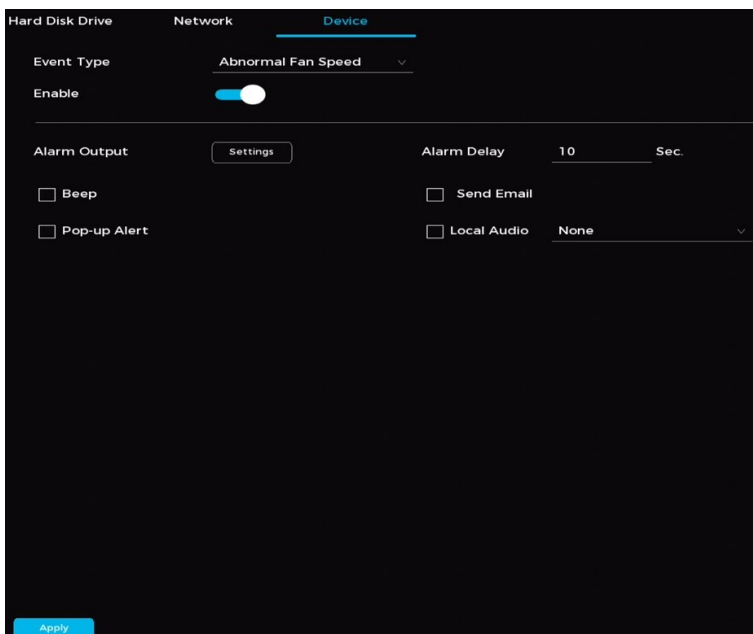 Hard Disk Drive Network Device
Event Type Abnormal Fan Speed
Enable
Alarm Output Settings Alarm Delay 10 Sec.
Beep Send Email
Pop-up Alert Local Audio None
Apply